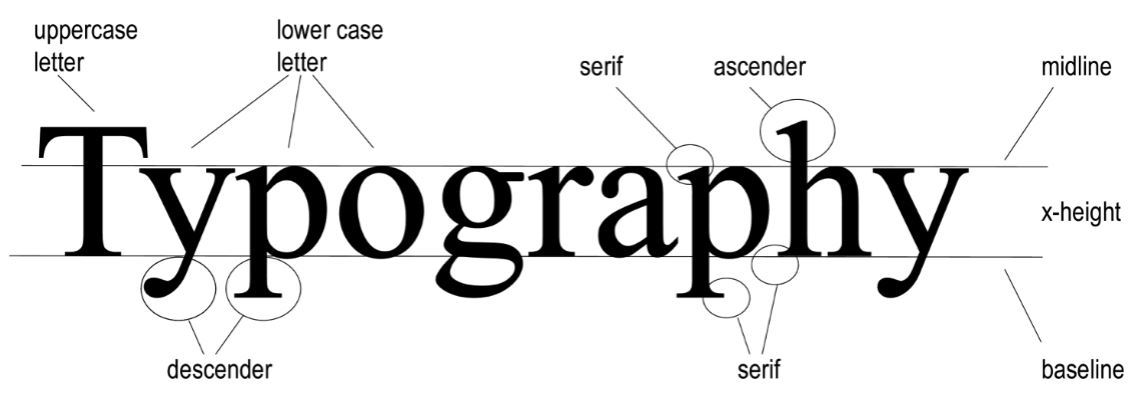 uppercase
letter
lower case
letter
serif
ascender
midline
Typography
x-height
descender
serif
baseline